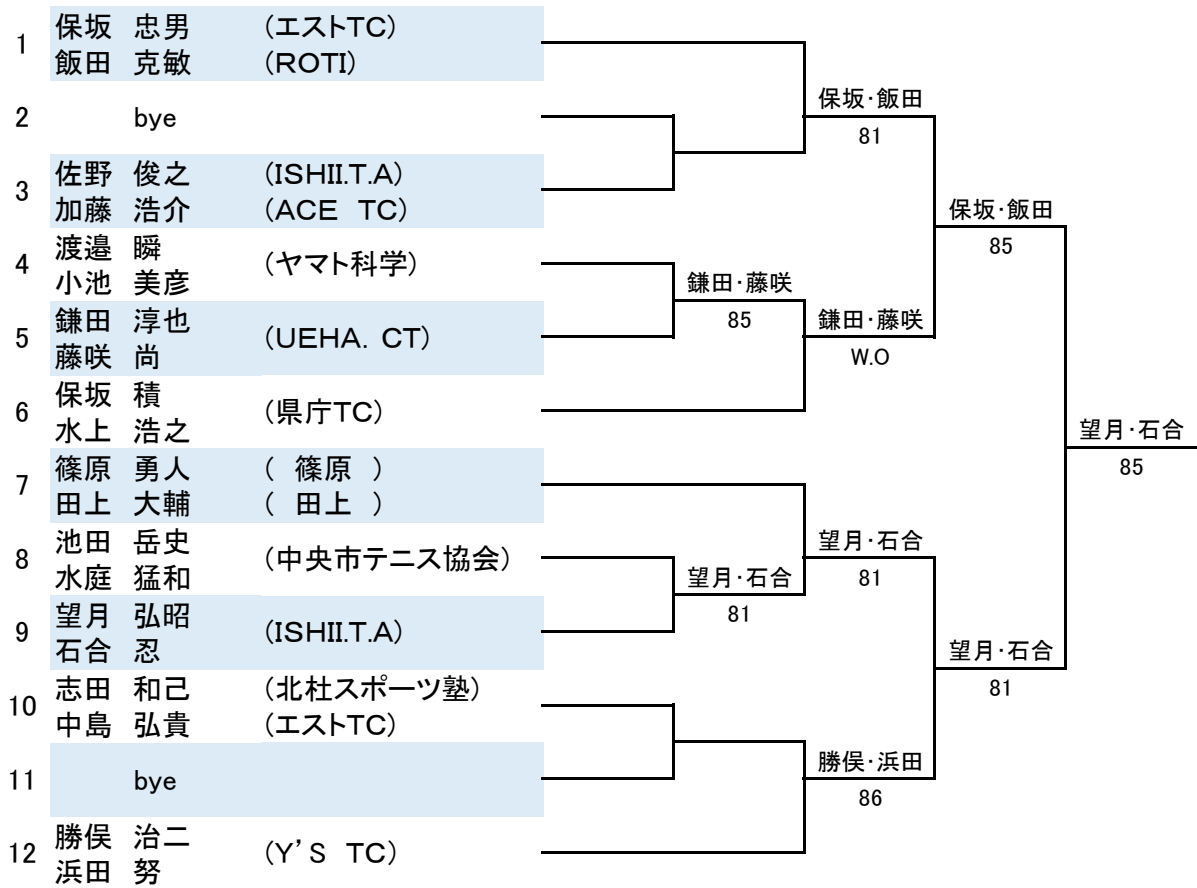 1 保坂 忠男 (エストTC)
飯田 克敏 (ROTI)
2 bye
3 佐野 俊之 (ISHII.T.A)
加藤 浩介 (ACE TC)
4 渡邉 瞬 (ヤマト科学)
小池 美彦
5 鎌田 淳也 (UEHA. CT)
藤咲 尚
6 保坂 積 (県庁TC)
水上 浩之
7 篠原 勇人 ( 篠原 )
田上 大輔 ( 田上 )
8 池田 岳史 (中央市テニス協会)
水庭 猛和
9 望月 弘昭 (ISHII.T.A)
石合 忍
10 志田 和己 (北杜スポーツ塾)
中島 弘貴 (エストTC)
11 bye
12 勝俣 治二 (Y'S TC)
浜田 努
鎌田・藤咲
85
望月・石合
81
保坂・飯田
81
鎌田・藤咲
W.O
望月・石合
81
勝俣・浜田
86
保坂・飯田
85
望月・石合
81
望月・石合
85